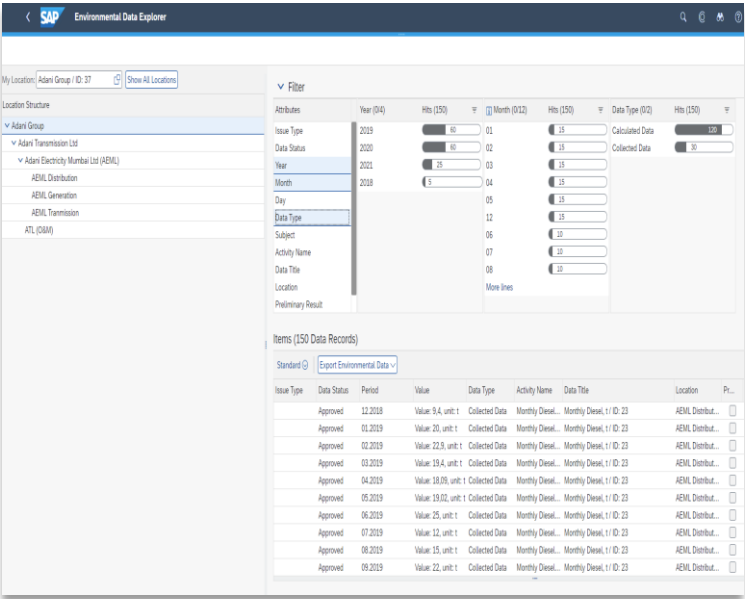 SAP Environmental Data Explorer
My Location: Adani Group / ID: 37 Show All Locations
Location Structure
Adani Group
Adani Transmission Ltd
Adani Electricity Mumbai Ltd (AEML)
AEML Distribution
AEML Generation
AEML Tranmission
ATL (O&M)
Filter
Attributes Year (0/4) Hits (150) Month (0/12) Hits (150) Data Type (0/2) Hits (150)
Issue Type 2019 60 01 15 Calculated Data 120
Data Status 2020 60 02 15 Collected Data 30
Year 2021 25 03 15
Month 2018 5 04 15
Day 05 15
Data Type 12 15
Subject 06 10
Activity Name 07 10
Data Title 08 10
Location More lines
Preliminary Result
Items (150 Data Records)
Standard Export Environmental Data
Issue Type Data Status Period Value Data Type Activity Name Data Title Location Pr...
Approved 12.2018 Value: 9,4, unit: t Collected Data Monthly Diesel... Monthly Diesel, t / ID: 23 AEML Distribut...
Approved 01.2019 Value: 20, unit: t Collected Data Monthly Diesel... Monthly Diesel, t / ID: 23 AEML Distribut...
Approved 02.2019 Value: 22,9, unit: t Collected Data Monthly Diesel... Monthly Diesel, t / ID: 23 AEML Distribut...
Approved 03.2019 Value: 19,4, unit: t Collected Data Monthly Diesel... Monthly Diesel, t / ID: 23 AEML Distribut...
Approved 04.2019 Value: 18,09, unit: t Collected Data Monthly Diesel... Monthly Diesel, t / ID: 23 AEML Distribut...
Approved 05.2019 Value: 19,02, unit: t Collected Data Monthly Diesel... Monthly Diesel, t / ID: 23 AEML Distribut...
Approved 06.2019 Value: 25, unit: t Collected Data Monthly Diesel... Monthly Diesel, t / ID: 23 AEML Distribut...
Approved 07.2019 Value: 12, unit: t Collected Data Monthly Diesel... Monthly Diesel, t / ID: 23 AEML Distribut...
Approved 08.2019 Value: 15, unit: t Collected Data Monthly Diesel... Monthly Diesel, t / ID: 23 AEML Distribut...
Approved 09.2019 Value: 22, unit: t Collected Data Monthly Diesel... Monthly Diesel, t / ID: 23 AEML Distribut...